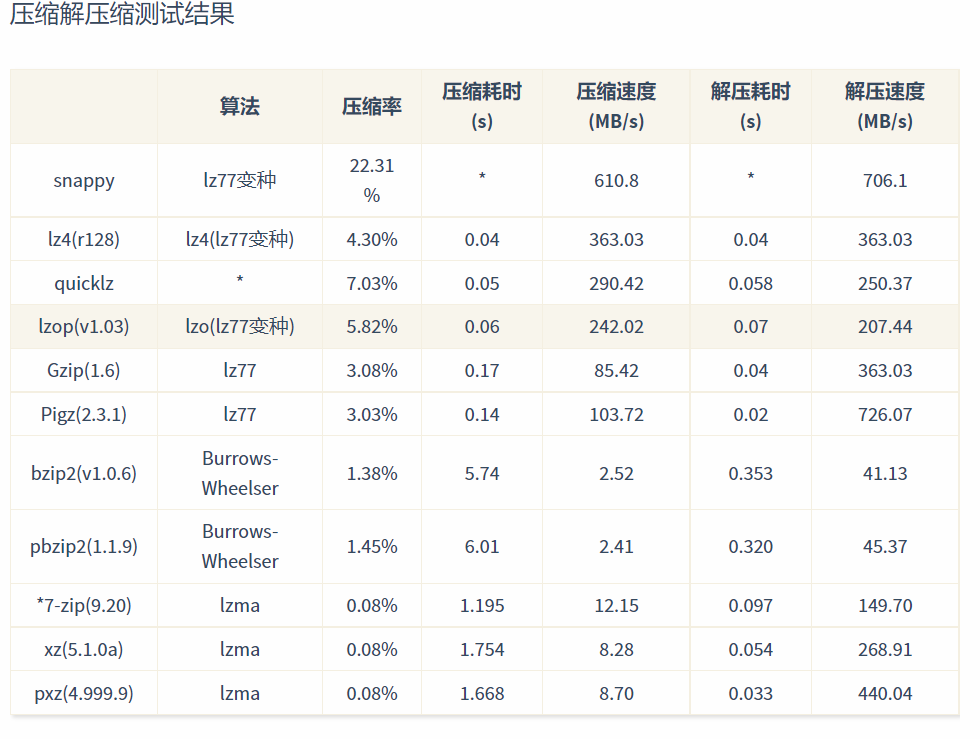 压缩解压缩测试结果
算法 压缩率 压缩耗时 (s) 压缩速度 (MB/s) 解压耗时 (s) 解压速度 (MB/s)
snappy lz77变种 22.31 % * 610.8 * 706.1
lz4(r128) lz4(lz77变种) 4.30% 0.04 363.03 0.04 363.03
quicklz * 7.03% 0.05 290.42 0.058 250.37
lzop(v1.03) lzo(lz77变种) 5.82% 0.06 242.02 0.07 207.44
Gzip(1.6) lz77 3.08% 0.17 85.42 0.04 363.03
Pigz(2.3.1) lz77 3.03% 0.14 103.72 0.02 726.07
bzip2(v1.0.6) Burrows-Wheelser 1.38% 5.74 2.52 0.353 41.13
pbzip2(1.1.9) Burrows-Wheelser 1.45% 6.01 2.41 0.320 45.37
*7-zip(9.20) lzma 0.08% 1.195 12.15 0.097 149.70
xz(5.1.0a) lzma 0.08% 1.754 8.28 0.054 268.91
pxz(4.999.9) lzma 0.08% 1.668 8.70 0.033 440.04